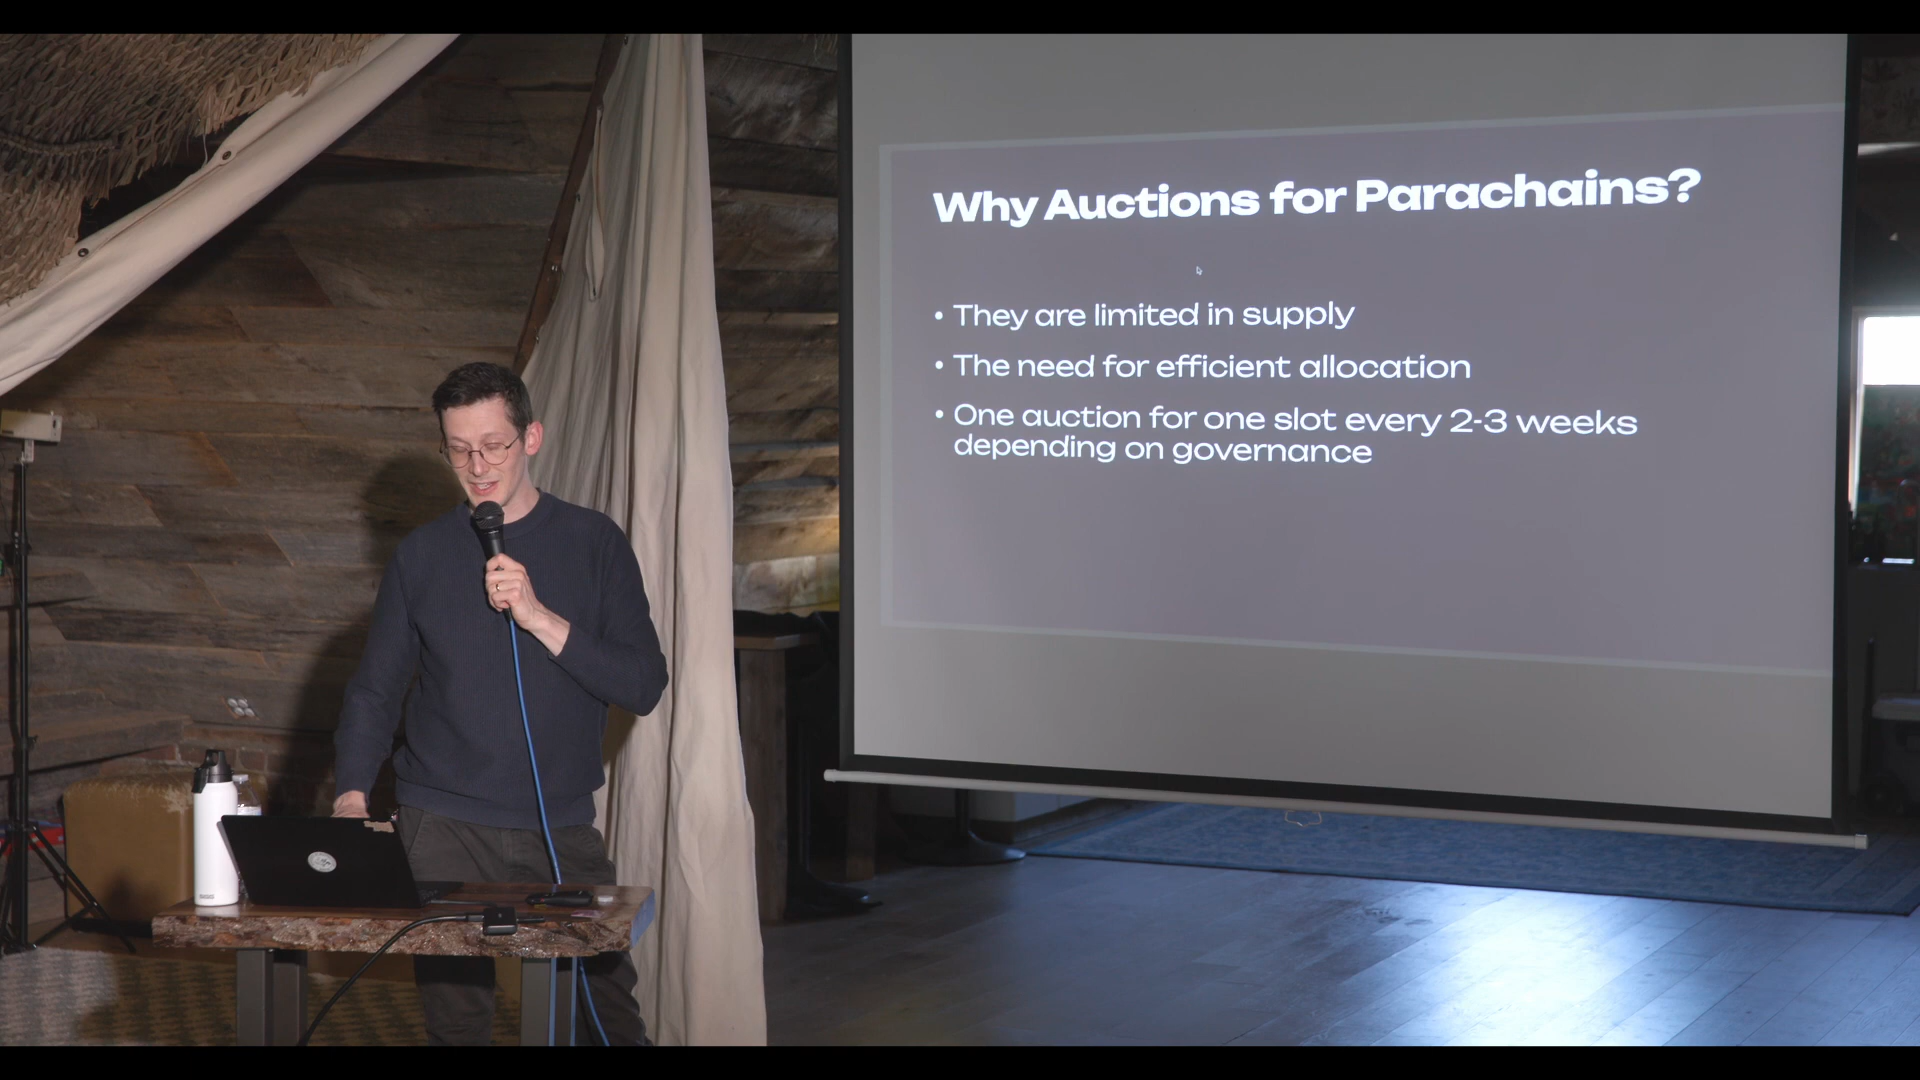 Why Auctions for Parachains?
• They are limited in supply
• The need for efficient allocation
• One auction for one slot every 2-3 weeks
depending on governance